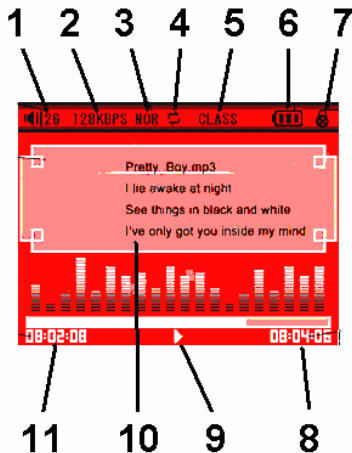 1 2 3 4 5 6 7
26 128KBPS NOR CLASS
Pretty Boy.mp3
I lie awake at night
See things in black and white
I've only got you inside my mind
08:02:08 08:04:06
11 10 9 8